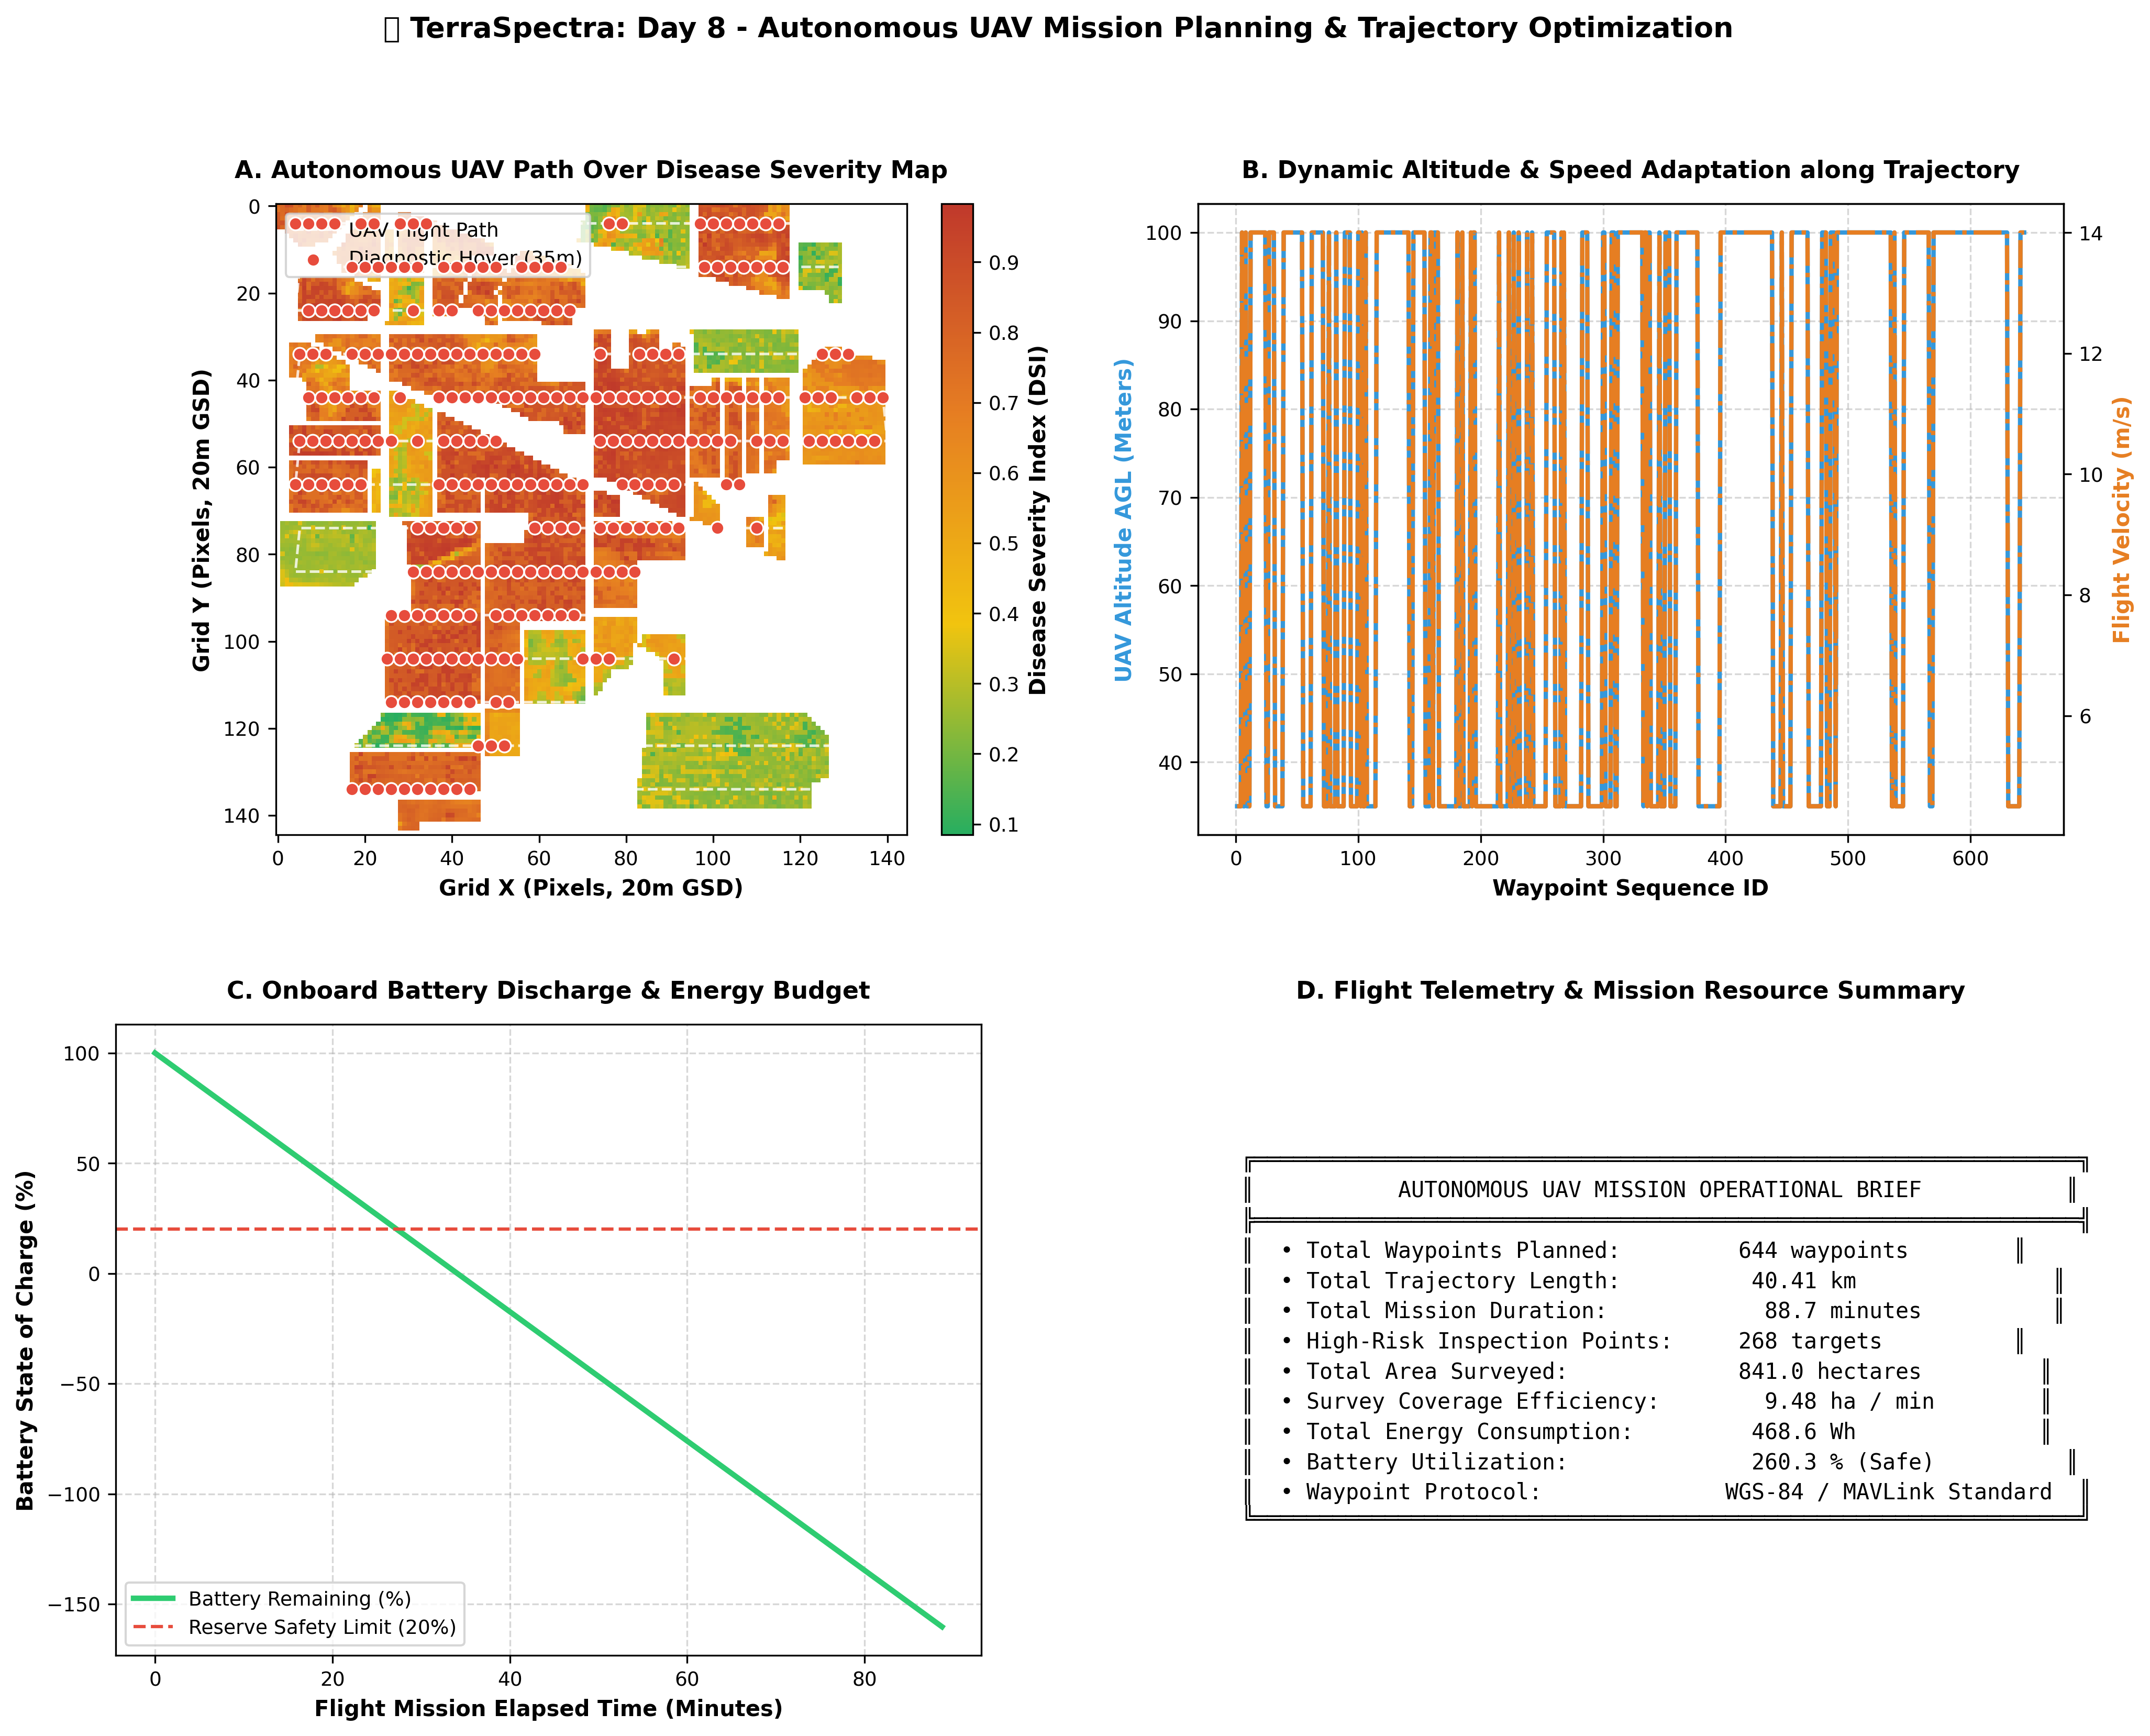 TerraSpectra: Day 8 - Autonomous UAV Mission Planning & Trajectory Optimization
A. Autonomous UAV Path Over Disease Severity Map
UAV Flight Path
Diagnostic Hover (35m)
0
20
40
60
80
100
120
140
Grid Y (Pixels, 20m GSD)
0 20 40 60 80 100 120 140
Grid X (Pixels, 20m GSD)
0.9
0.8
0.7
0.6
0.5
0.4
0.3
0.2
0.1
Disease Severity Index (DSI)
B. Dynamic Altitude & Speed Adaptation along Trajectory
100
90
80
70
60
50
40
UAV Altitude AGL (Meters)
14
12
10
8
6
Flight Velocity (m/s)
0 100 200 300 400 500 600
Waypoint Sequence ID
C. Onboard Battery Discharge & Energy Budget
100
50
0
−50
−100
−150
Battery State of Charge (%)
Battery Remaining (%)
Reserve Safety Limit (20%)
0 20 40 60 80
Flight Mission Elapsed Time (Minutes)
D. Flight Telemetry & Mission Resource Summary
AUTONOMOUS UAV MISSION OPERATIONAL BRIEF
• Total Waypoints Planned: 644 waypoints
• Total Trajectory Length: 40.41 km
• Total Mission Duration: 88.7 minutes
• High-Risk Inspection Points: 268 targets
• Total Area Surveyed: 841.0 hectares
• Survey Coverage Efficiency: 9.48 ha / min
• Total Energy Consumption: 468.6 Wh
• Battery Utilization: 260.3 % (Safe)
• Waypoint Protocol: WGS-84 / MAVLink Standard